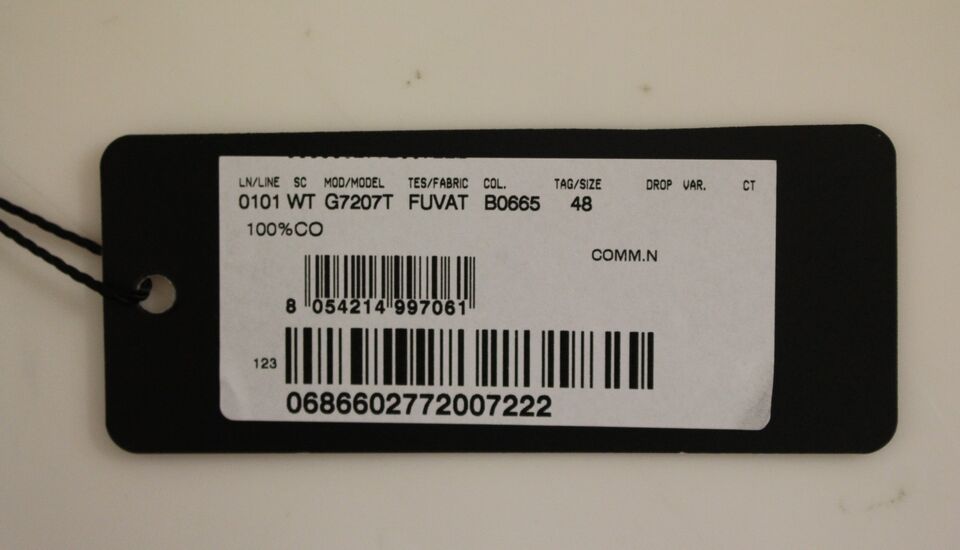 LN/LINE SC MOD/MODEL TES/FABRIC COL. TAG/SIZE DROP VAR. CT
0101 WT G7207T FUVAT B0665 48
100%CO
COMM.N
8 054214 997061
123
0686602772007222